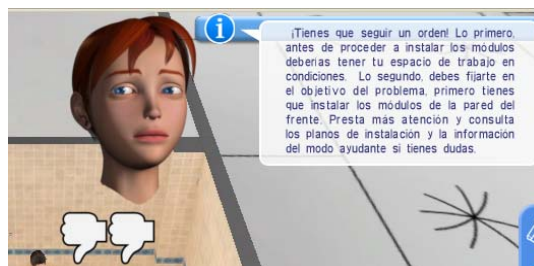 ¡Tienes que seguir un orden! Lo primero,
antes de proceder a instalar los módulos
deberías tener tu espacio de trabajo en
condiciones. Lo segundo, debes fijarte en
el objetivo del problema, primero tienes
que instalar los módulos de la pared del
frente. Presta más atención y consulta
los planos de instalación y la información
del modo ayudante si tienes dudas.